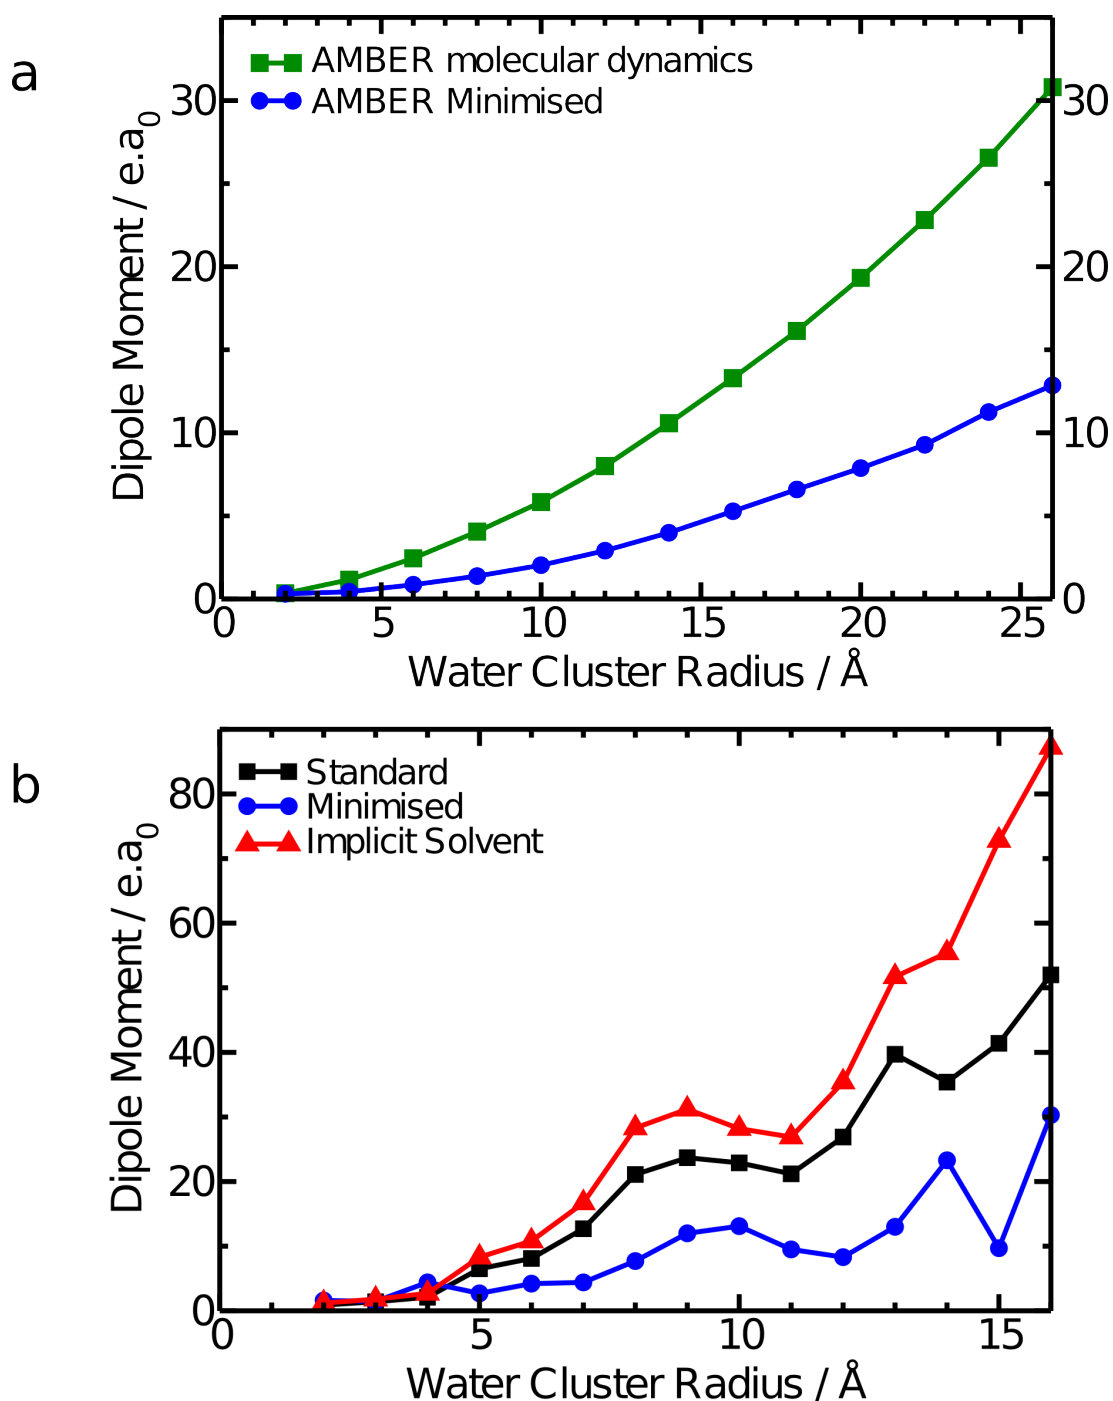 a
AMBER molecular dynamics
AMBER Minimised
Dipole Moment / e.a0
30
20
10
0
30
20
10
0
0 5 10 15 20 25
Water Cluster Radius / Å
b
Standard
Minimised
Implicit Solvent
Dipole Moment / e.a0
80
60
40
20
0
0 5 10 15
Water Cluster Radius / Å